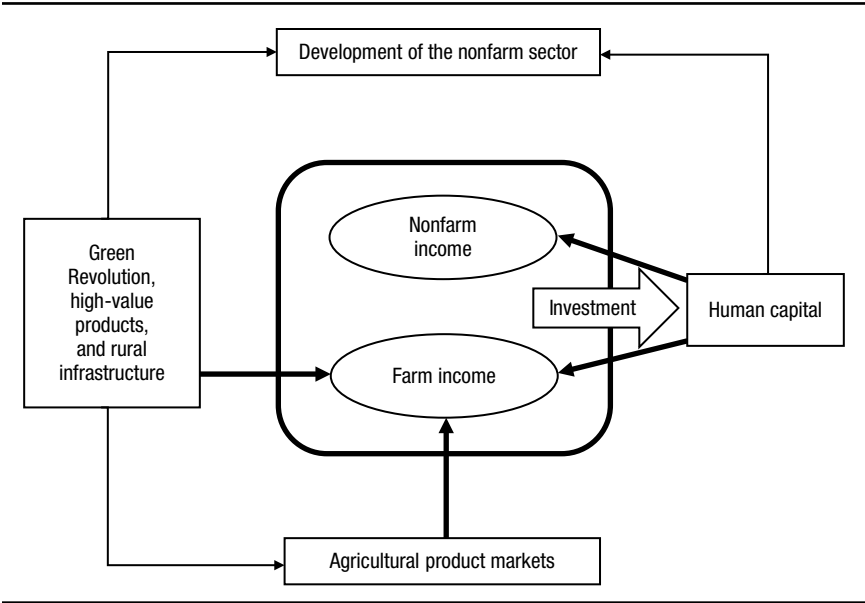 Development of the nonfarm sector
Nonfarm
income
Green
Revolution,
high-value
products,
and rural
infrastructure
Investment
Human capital
Farm income
Agricultural product markets